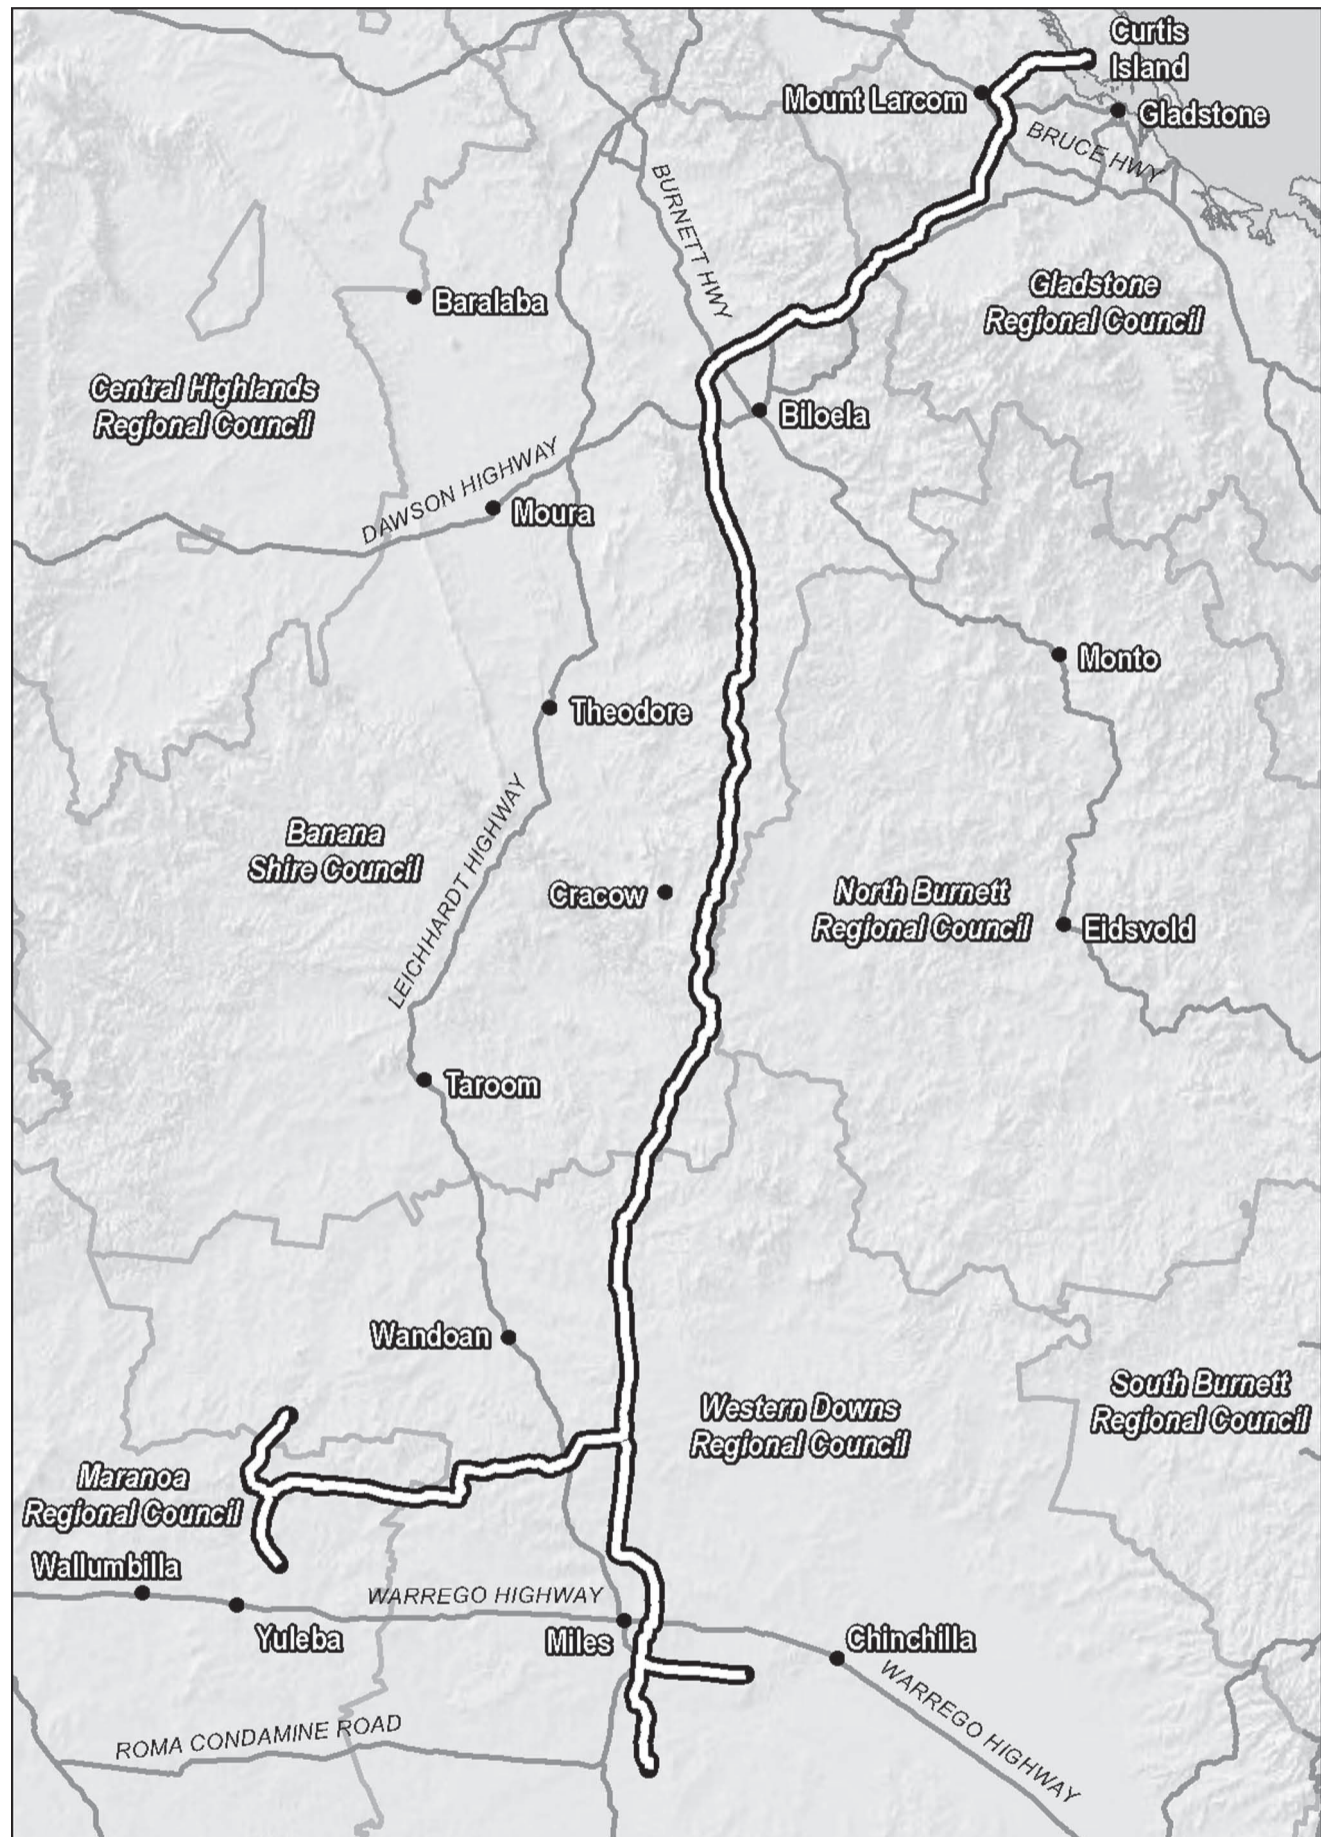 Curtis
Island
Mount Larcom
Gladstone
BRUCE HWY
BURNETT HWY
Gladstone
Regional Council
Baralaba
Central Highlands
Regional Council
Biloela
DAWSON HIGHWAY
Moura
Monto
Theodore
LEICHHARDT HIGHWAY
Banana
Shire Council
Cracow
North Burnett
Regional Council
Eidsvold
Taroom
Wandoan
Western Downs
Regional Council
South Burnett
Regional Council
Maranoa
Regional Council
Wallumbilla
WARREGO HIGHWAY
Yuleba
Miles
Chinchilla
WARREGO HIGHWAY
ROMA CONDAMINE ROAD